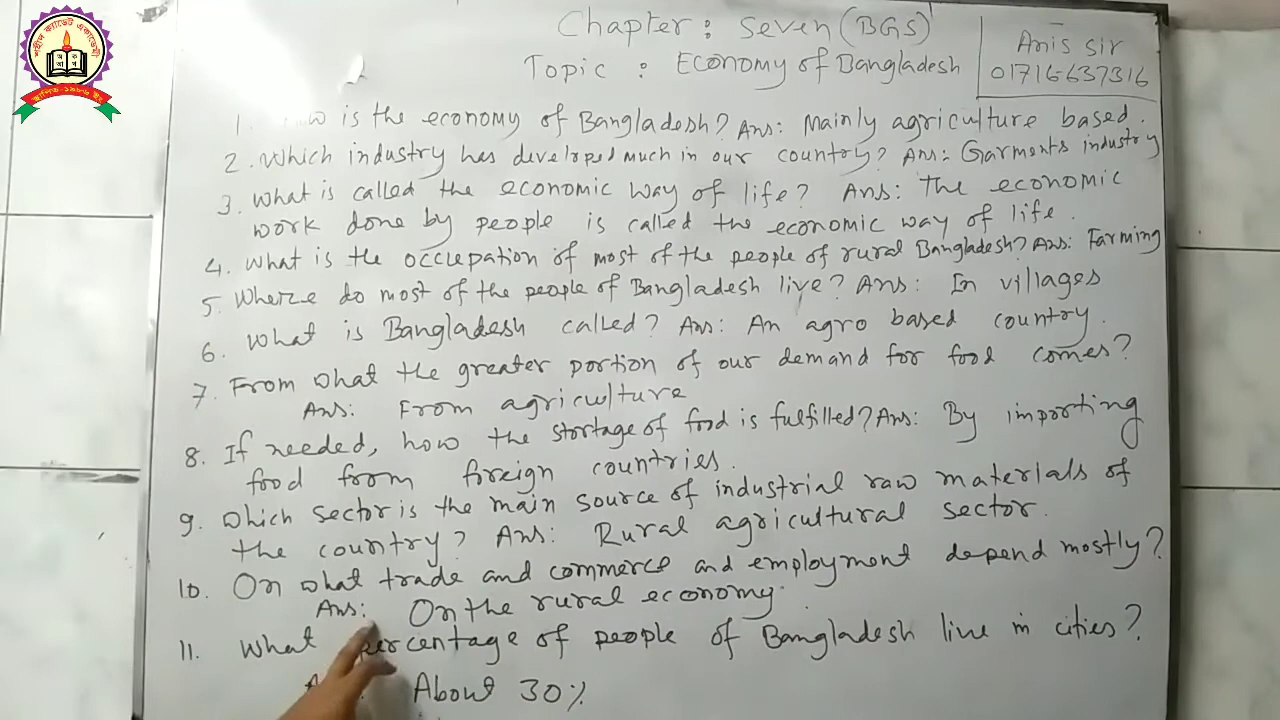 শহীদ ক্যাডেট একাডেমী
স্থাপিত-১৯৮৬ ইং
Chapter : Seven (BGS)
Topic : Economy of Bangladesh
Anis Sir
01716-637316
1. is the economy of Bangladesh? Ans: Mainly agriculture based.
2. Which industry has developed much in our country? Ans: Garments industry
3. What is called the economic way of life? Ans: The economic
work done by people is called the economic way of life.
4. What is the occupation of most of the people of rural Bangladesh? Ans: Farming
5. Where do most of the people of Bangladesh live? Ans: In villages
6. What is Bangladesh called? Ans: An agro based country.
7. From what the greater portion of our demand for food comes?
Ans: From agriculture
8. If needed, how the stortage of food is fulfilled? Ans: By importing
food from foreign countries.
9. Which sector is the main source of industrial raw materials of
the country? Ans: Rural agricultural sector.
10. On what trade and commerce and employment depend mostly?
Ans: On the rural economy.
11. What percentage of people of Bangladesh live in cities?
About 30%